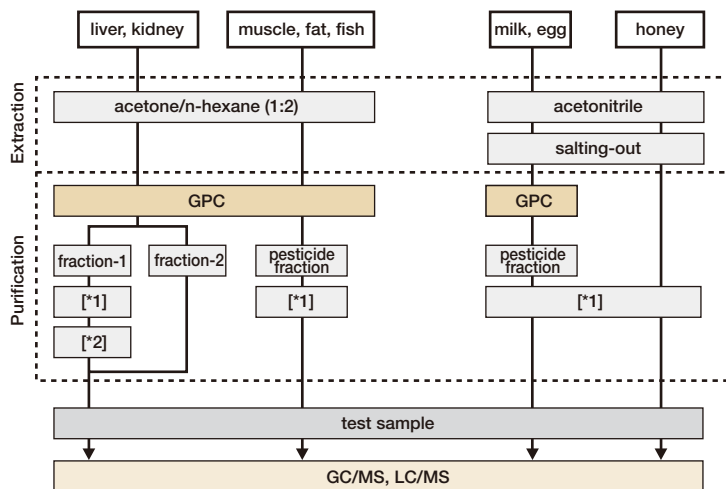 liver, kidney
muscle, fat, fish
milk, egg
honey
Extraction
acetone/n-hexane (1:2)
acetonitrile
salting-out
Purification
GPC
GPC
fraction-1
fraction-2
pesticide
fraction
pesticide
fraction
[*1]
[*1]
[*1]
[*2]
test sample
GC/MS, LC/MS